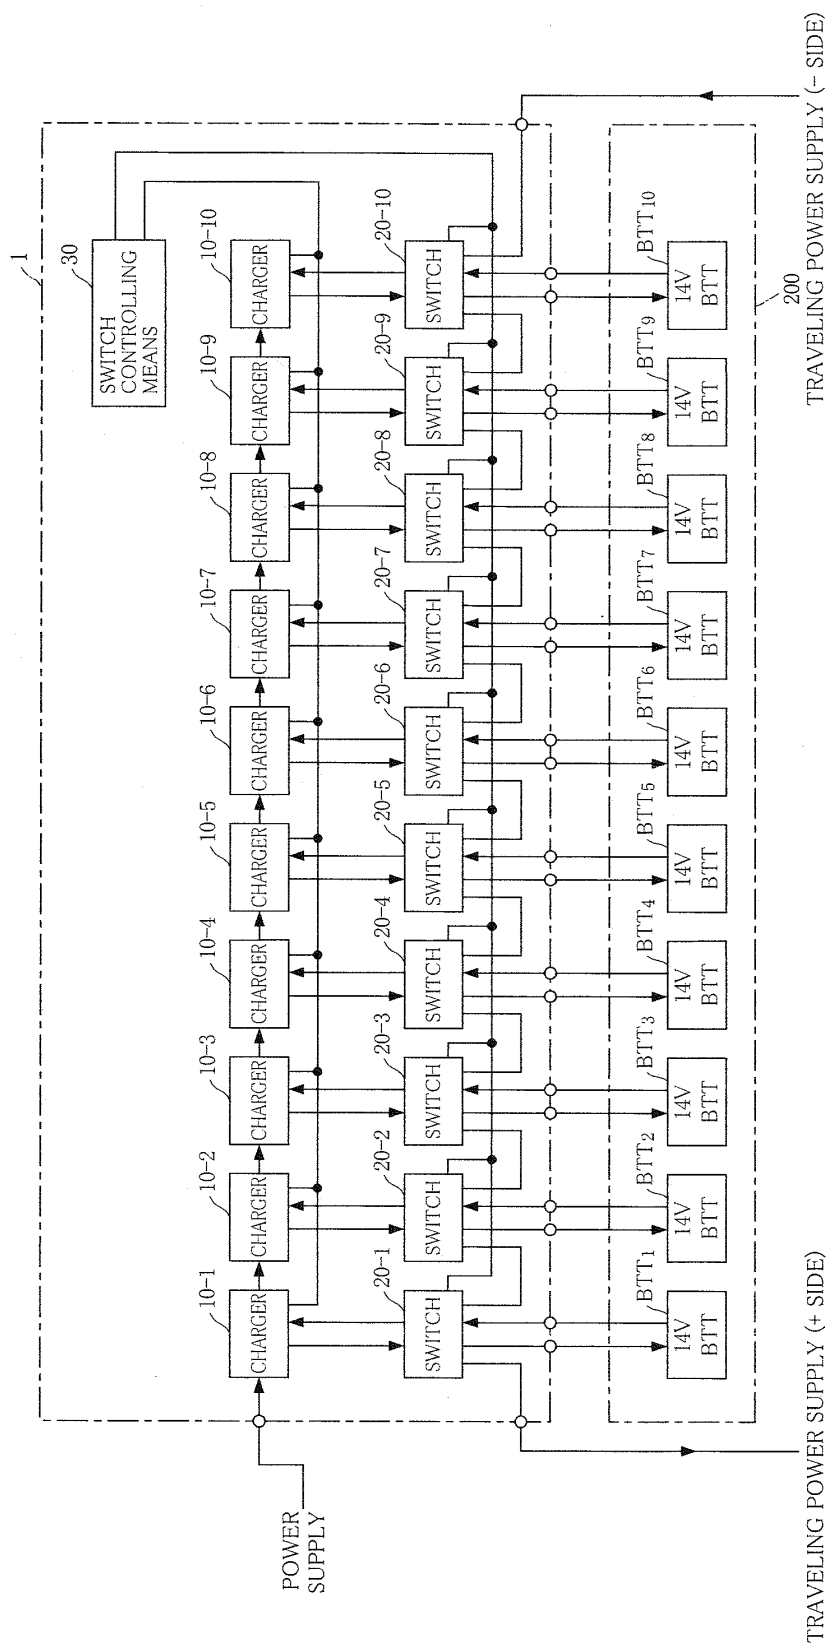 1
30
SWITCH
CONTROLLING
MEANS
10-1
10-2
10-3
10-4
10-5
10-6
10-7
10-8
10-9
10-10
CHARGER
CHARGER
CHARGER
CHARGER
CHARGER
CHARGER
CHARGER
CHARGER
CHARGER
CHARGER
POWER
SUPPLY
20-1
20-2
20-3
20-4
20-5
20-6
20-7
20-8
20-9
20-10
SWITCH
SWITCH
SWITCH
SWITCH
SWITCH
SWITCH
SWITCH
SWITCH
SWITCH
SWITCH
BTT1
BTT2
BTT3
BTT4
BTT5
BTT6
BTT7
BTT8
BTT9
BTT10
14V
BTT
14V
BTT
14V
BTT
14V
BTT
14V
BTT
14V
BTT
14V
BTT
14V
BTT
14V
BTT
14V
BTT
200
TRAVELING POWER SUPPLY (+ SIDE)
TRAVELING POWER SUPPLY (− SIDE)